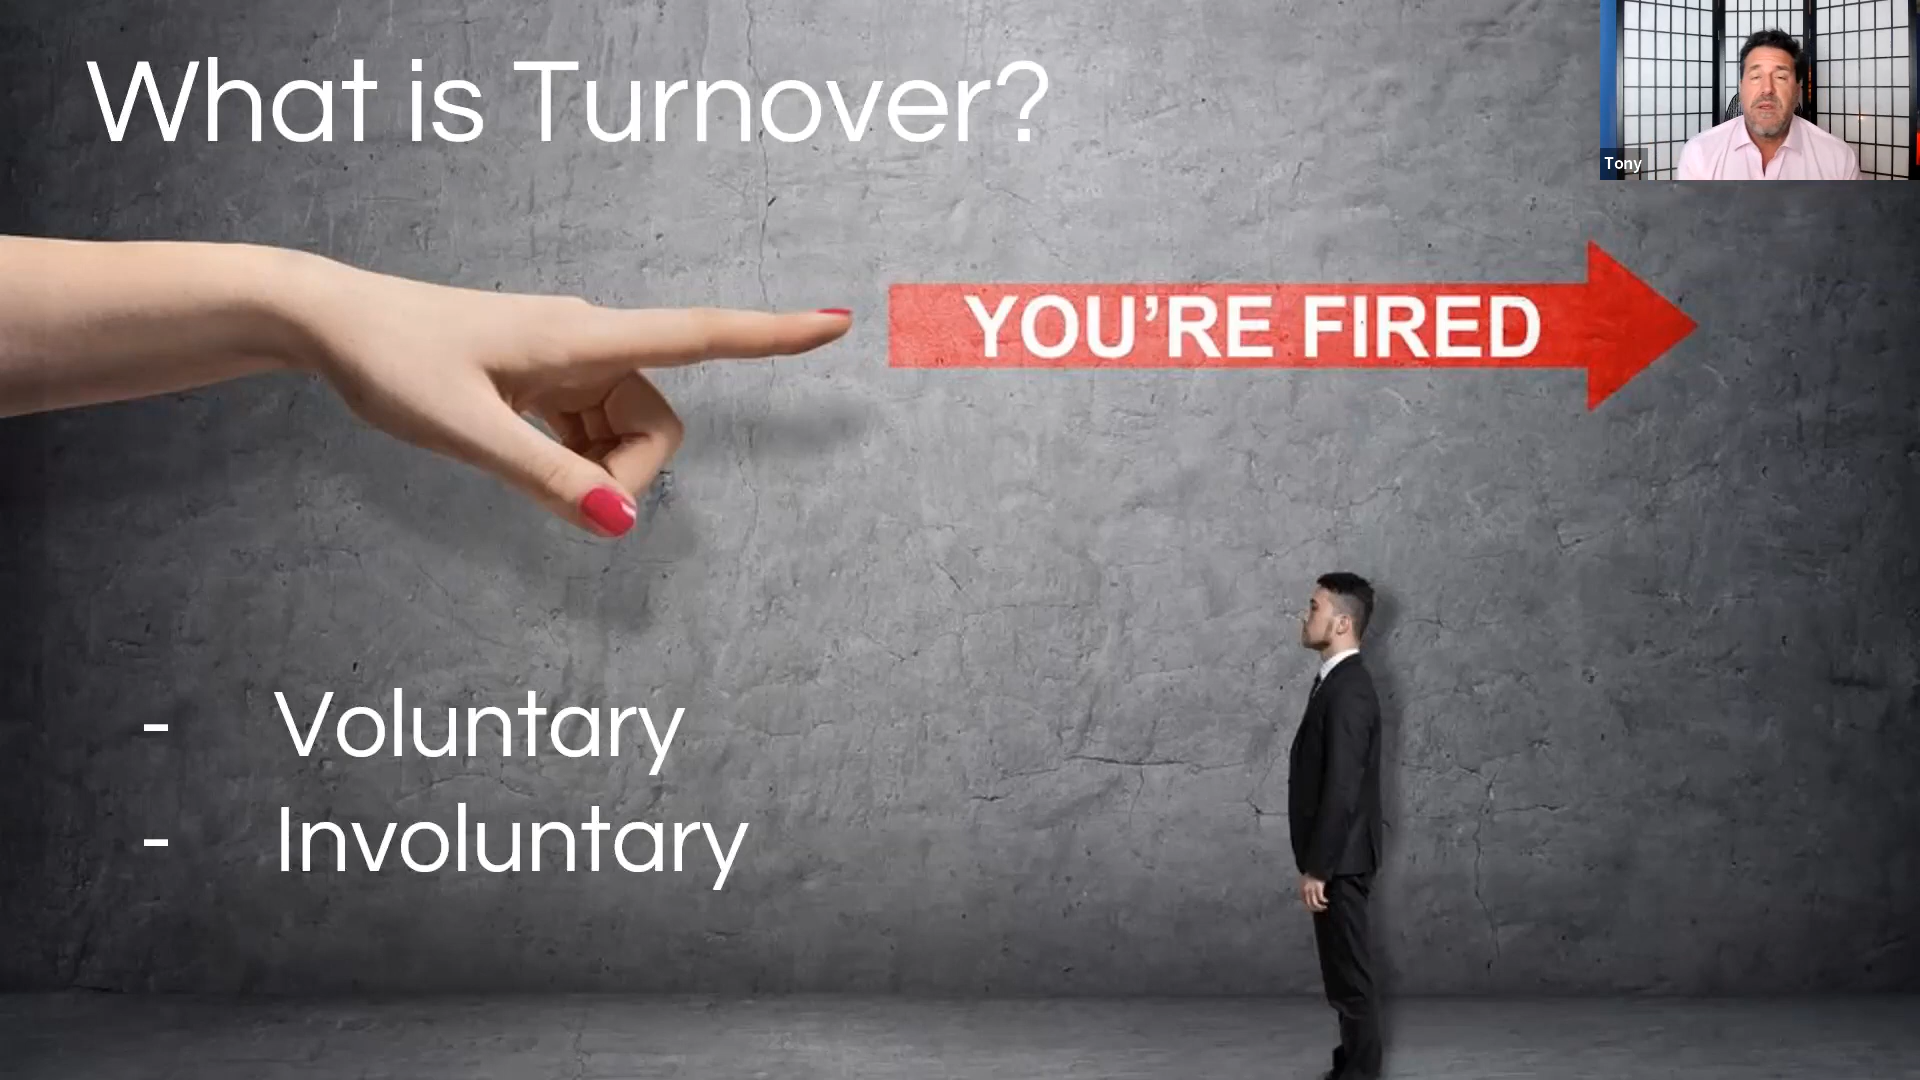 What is Turnover?
Tony
YOU'RE FIRED
- Voluntary
- Involuntary